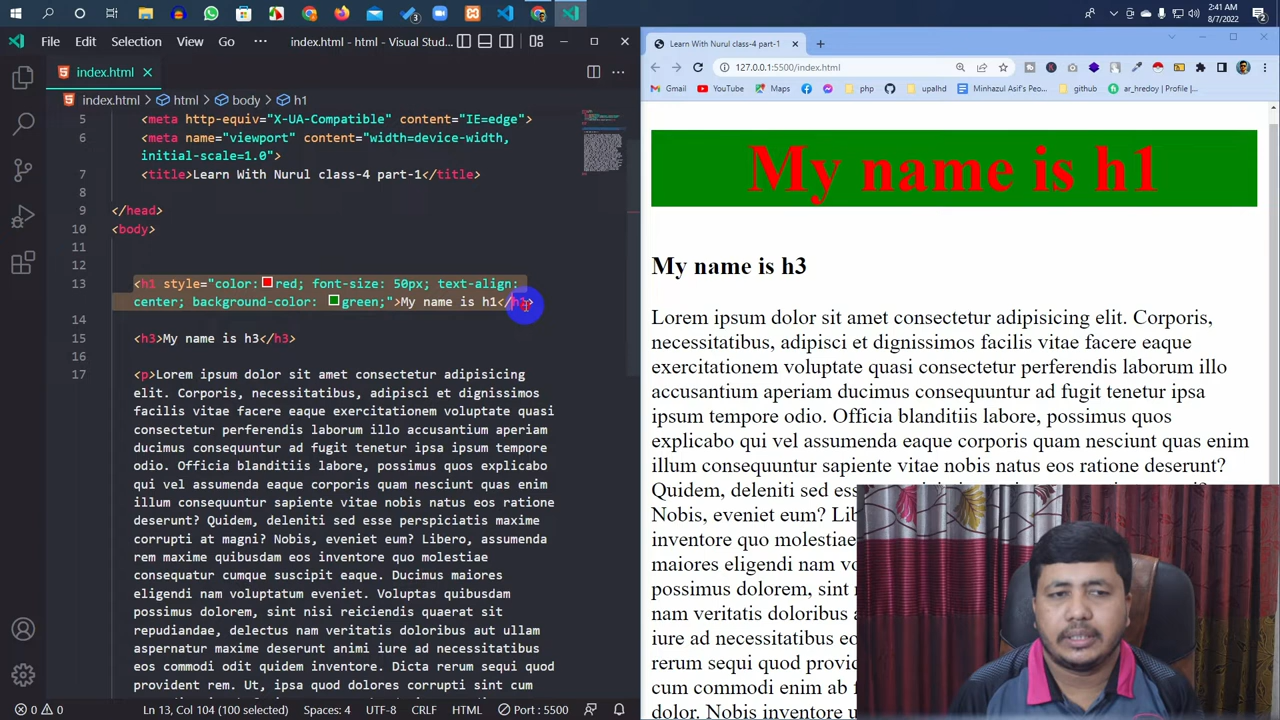 File Edit Selection View Go ··· index.html - html - Visual Stud...
2:41 AM
8/7/2022
3
2
index.html
index.html > html > body > h1
5 <meta http-equiv="X-UA-Compatible" content="IE=edge">
6 <meta name="viewport" content="width=device-width,
initial-scale=1.0">
7 <title>Learn With Nurul class-4 part-1</title>
8
9 </head>
10 <body>
11
12
13 <h1 style="color: red; font-size: 50px; text-align:
center; background-color: green;">My name is h1</h1>
14
15 <h3>My name is h3</h3>
16
17 <p>Lorem ipsum dolor sit amet consectetur adipisicing
elit. Corporis, necessitatibus, adipisci et dignissimos
facilis vitae facere eaque exercitationem voluptate quasi
consectetur perferendis laborum illo accusantium aperiam
ducimus consequuntur ad fugit tenetur ipsum tempore
odio. Officia blanditiis labore, possimus quos explicabo
qui vel assumenda eaque corporis quam nesciunt quas enim
illum consequuntur sapiente vitae nobis natus eos ratione
deserunt? Quidem, deleniti sed esse perspiciatis maxime
corrupti at magni? Nobis, eveniet eum? Libero, assumenda
rem maxime quibusdam eos inventore quo molestiae
consequatur cumque suscipit eaque. Ducimus maiores
eligendi nam voluptatum eveniet. Voluptas quibusdam
possimus dolorem, sint nisi reiciendis quaerat sit
repudiandae, delectus nam veritatis doloribus aut ullam
aspernatur maxime deserunt animi iure ad necessitatibus
eos commodi odit quidem inventore. Dicta rerum sequi quod
provident rem. Ut, ipsa quod dolores corrupti sint cum
0 0 Ln 13, Col 104 (100 selected) Spaces: 4 UTF-8 CRLF HTML Port : 5500
Learn With Nurul class-4 part-1
127.0.0.1:5500/index.html
Gmail YouTube Maps php upalhd Minhazul Asif's Peo... github ar_hredoy | Profile |...
My name is h1
My name is h3
Lorem ipsum dolor sit amet consectetur adipisicing elit. Corporis,
necessitatibus, adipisci et dignissimos facilis vitae facere eaque
exercitationem voluptate quasi consectetur perferendis laborum illo
accusantium aperiam ducimus consequuntur ad fugit tenetur ipsum
ipsum tempore odio. Officia blanditiis labore, possimus quos
explicabo qui vel assumenda eaque corporis quam nesciunt quas enim
illum consequuntur sapiente vitae nobis natus eos ratione deserunt?
Quidem, deleniti sed
Nobis, eveniet eum?
inventore quo molestiae
maiores eligendi nam
possimus dolorem, sint
nam veritatis doloribus
iure ad necessitatibus
rerum sequi quod
cum commodi enim
dolor. Nobis inventore